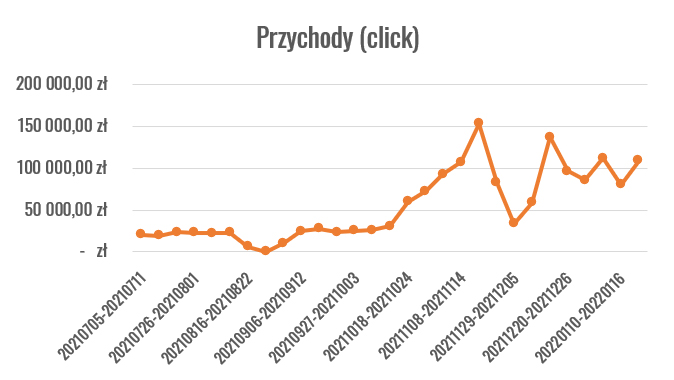 Przychody (click)
200 000,00 zł
150 000,00 zł
100 000,00 zł
50 000,00 zł
- zł
20210705-20210711
20210726-20210801
20210816-20210822
20210906-20210912
20210927-20211003
20211018-20211024
20211108-20211114
20211129-20211205
20211220-20211226
20220110-20220116